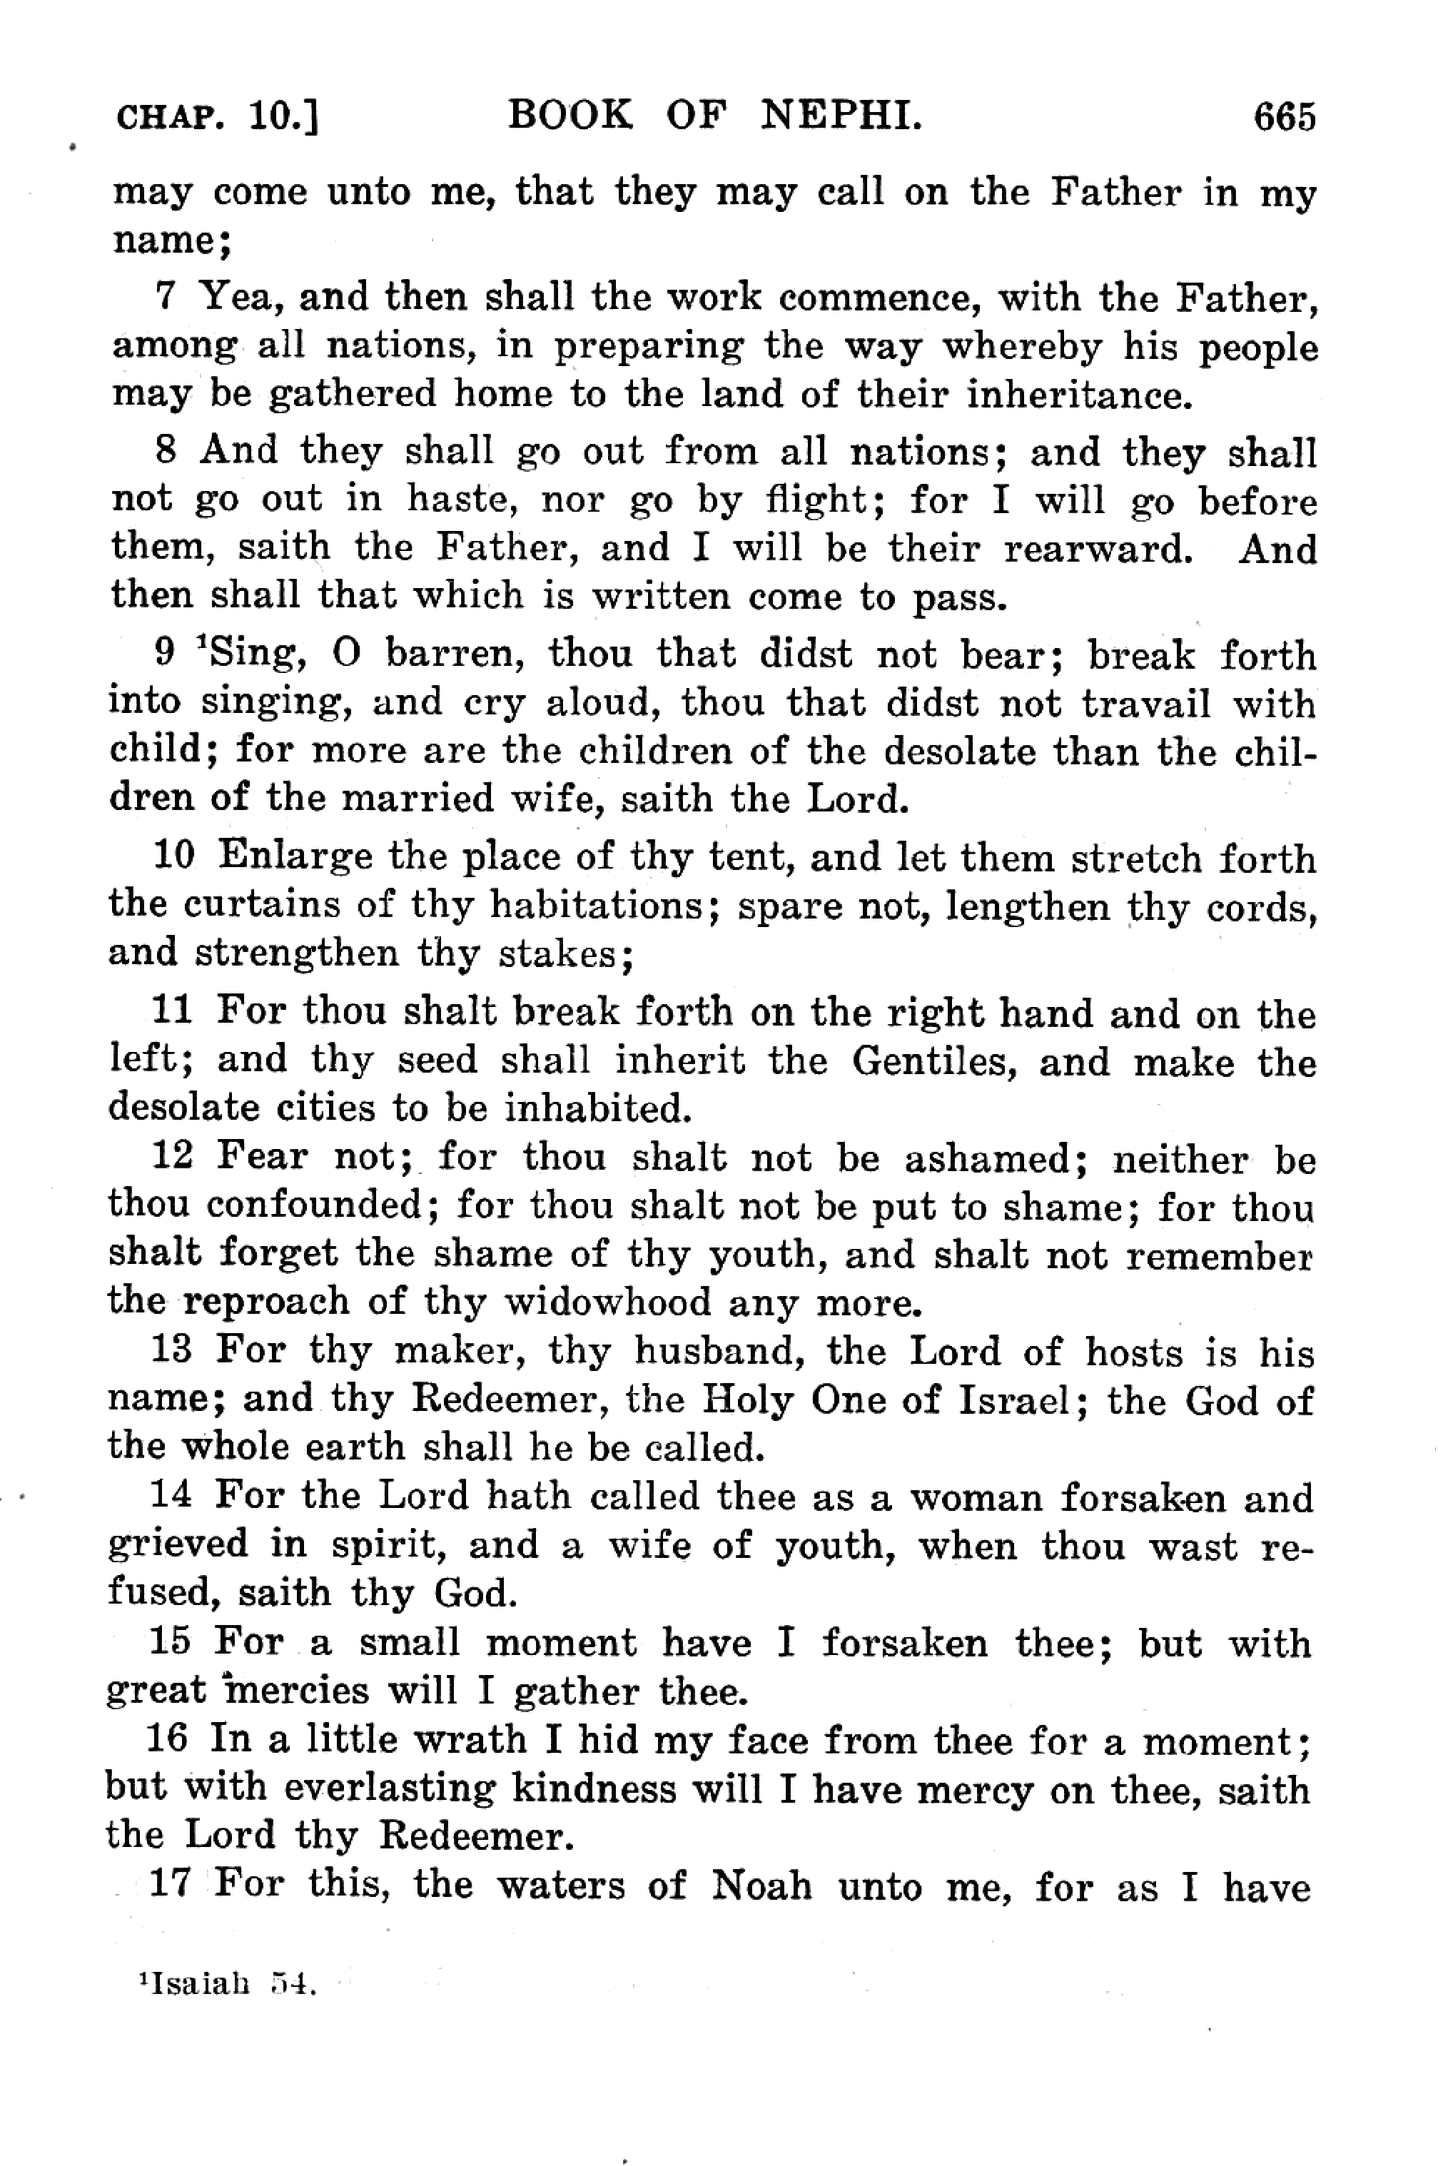 CHAP. 10.] BOOK OF NEPHI. 665
may come unto me, that they may call on the Father in my
name;
7 Yea, and then shall the work commence, with the Father,
among all nations, in preparing the way whereby his people
may be gathered home to the land of their inheritance.
8 And they shall go out from all nations; and they shall
not go out in haste, nor go by flight; for I will go before
them, saith the Father, and I will be their rearward. And
then shall that which is written come to pass.
9 ¹Sing, O barren, thou that didst not bear; break forth
into singing, and cry aloud, thou that didst not travail with
child; for more are the children of the desolate than the chil-
dren of the married wife, saith the Lord.
10 Enlarge the place of thy tent, and let them stretch forth
the curtains of thy habitations; spare not, lengthen thy cords,
and strengthen thy stakes;
11 For thou shalt break forth on the right hand and on the
left; and thy seed shall inherit the Gentiles, and make the
desolate cities to be inhabited.
12 Fear not; for thou shalt not be ashamed; neither be
thou confounded; for thou shalt not be put to shame; for thou
shalt forget the shame of thy youth, and shalt not remember
the reproach of thy widowhood any more.
13 For thy maker, thy husband, the Lord of hosts is his
name; and thy Redeemer, the Holy One of Israel; the God of
the whole earth shall he be called.
14 For the Lord hath called thee as a woman forsaken and
grieved in spirit, and a wife of youth, when thou wast re-
fused, saith thy God.
15 For a small moment have I forsaken thee; but with
great mercies will I gather thee.
16 In a little wrath I hid my face from thee for a moment;
but with everlasting kindness will I have mercy on thee, saith
the Lord thy Redeemer.
17 For this, the waters of Noah unto me, for as I have
¹Isaiah 54.